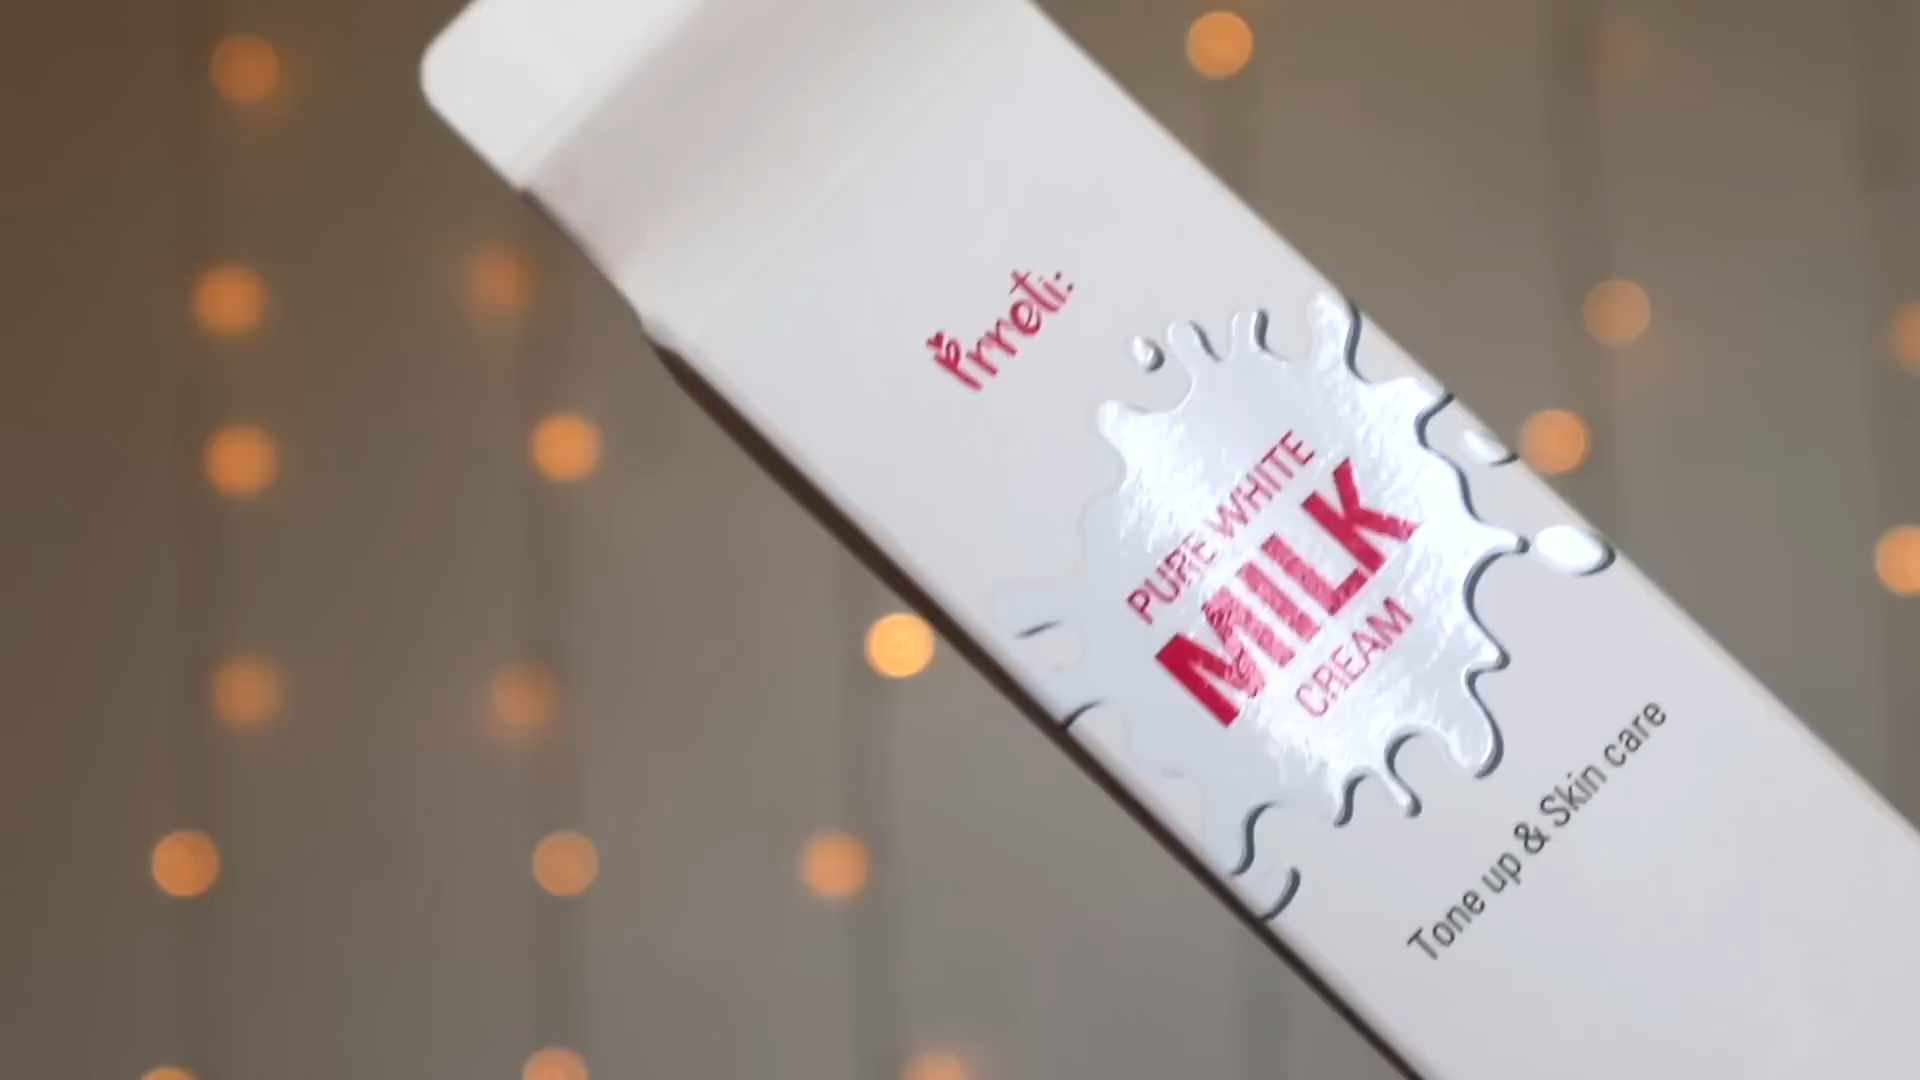 Prreti:
PURE WHITE
MILK
CREAM
Tone up & Skin care